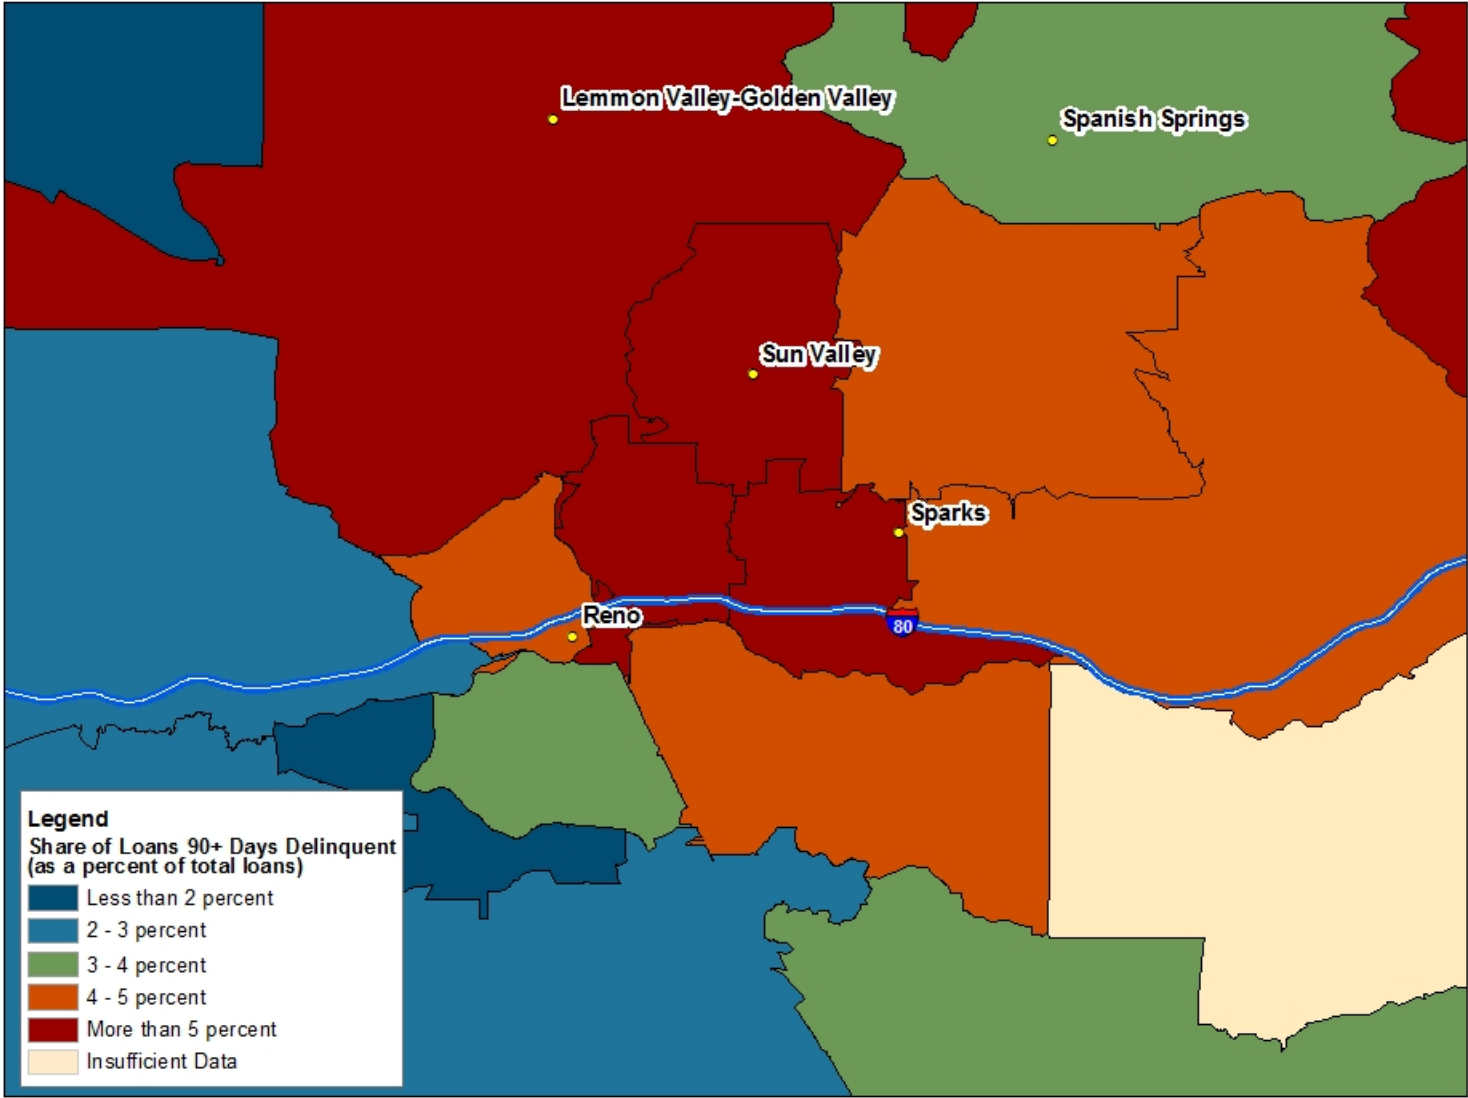 Lemmon Valley-Golden Valley
Spanish Springs
Sun Valley
Sparks
Reno
80
Legend
Share of Loans 90+ Days Delinquent
(as a percent of total loans)
Less than 2 percent
2 - 3 percent
3 - 4 percent
4 - 5 percent
More than 5 percent
Insufficient Data